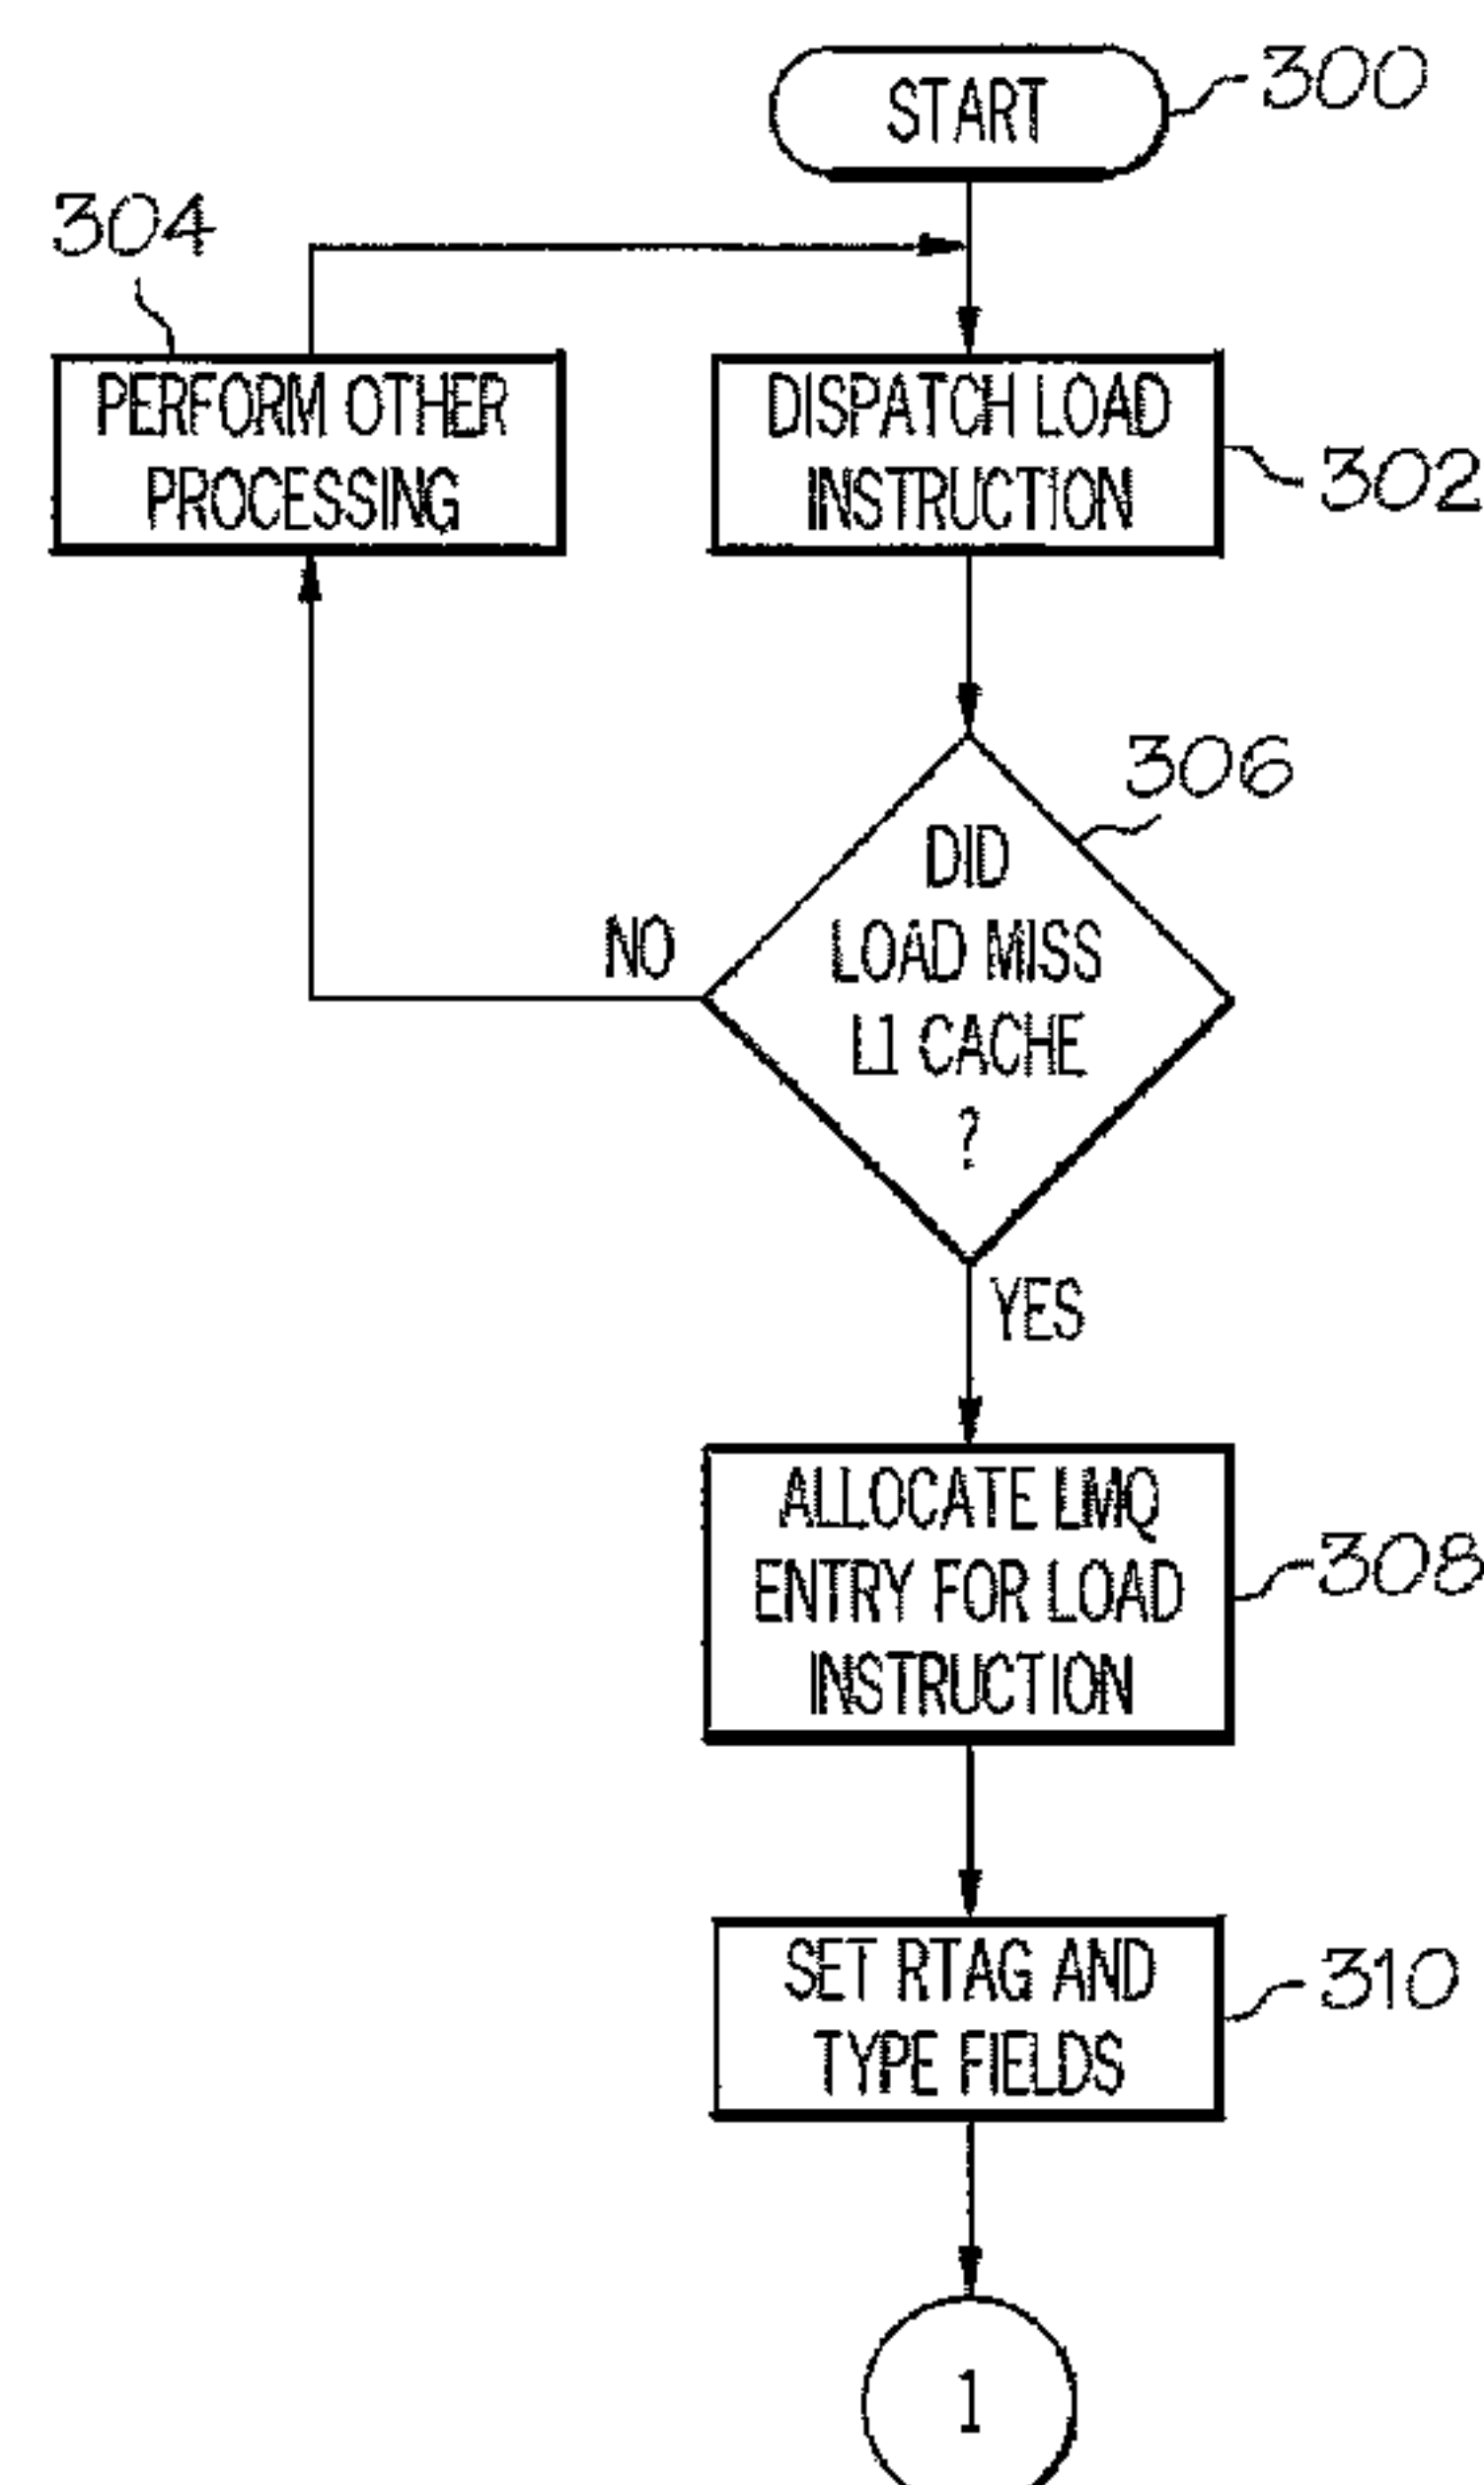 START
300
304
PERFORM OTHER
PROCESSING
DISPATCH LOAD
INSTRUCTION
302
306
DID
LOAD MISS
L1 CACHE
?
NO
YES
ALLOCATE LMQ
ENTRY FOR LOAD
INSTRUCTION
308
SET RTAG AND
TYPE FIELDS
310
1